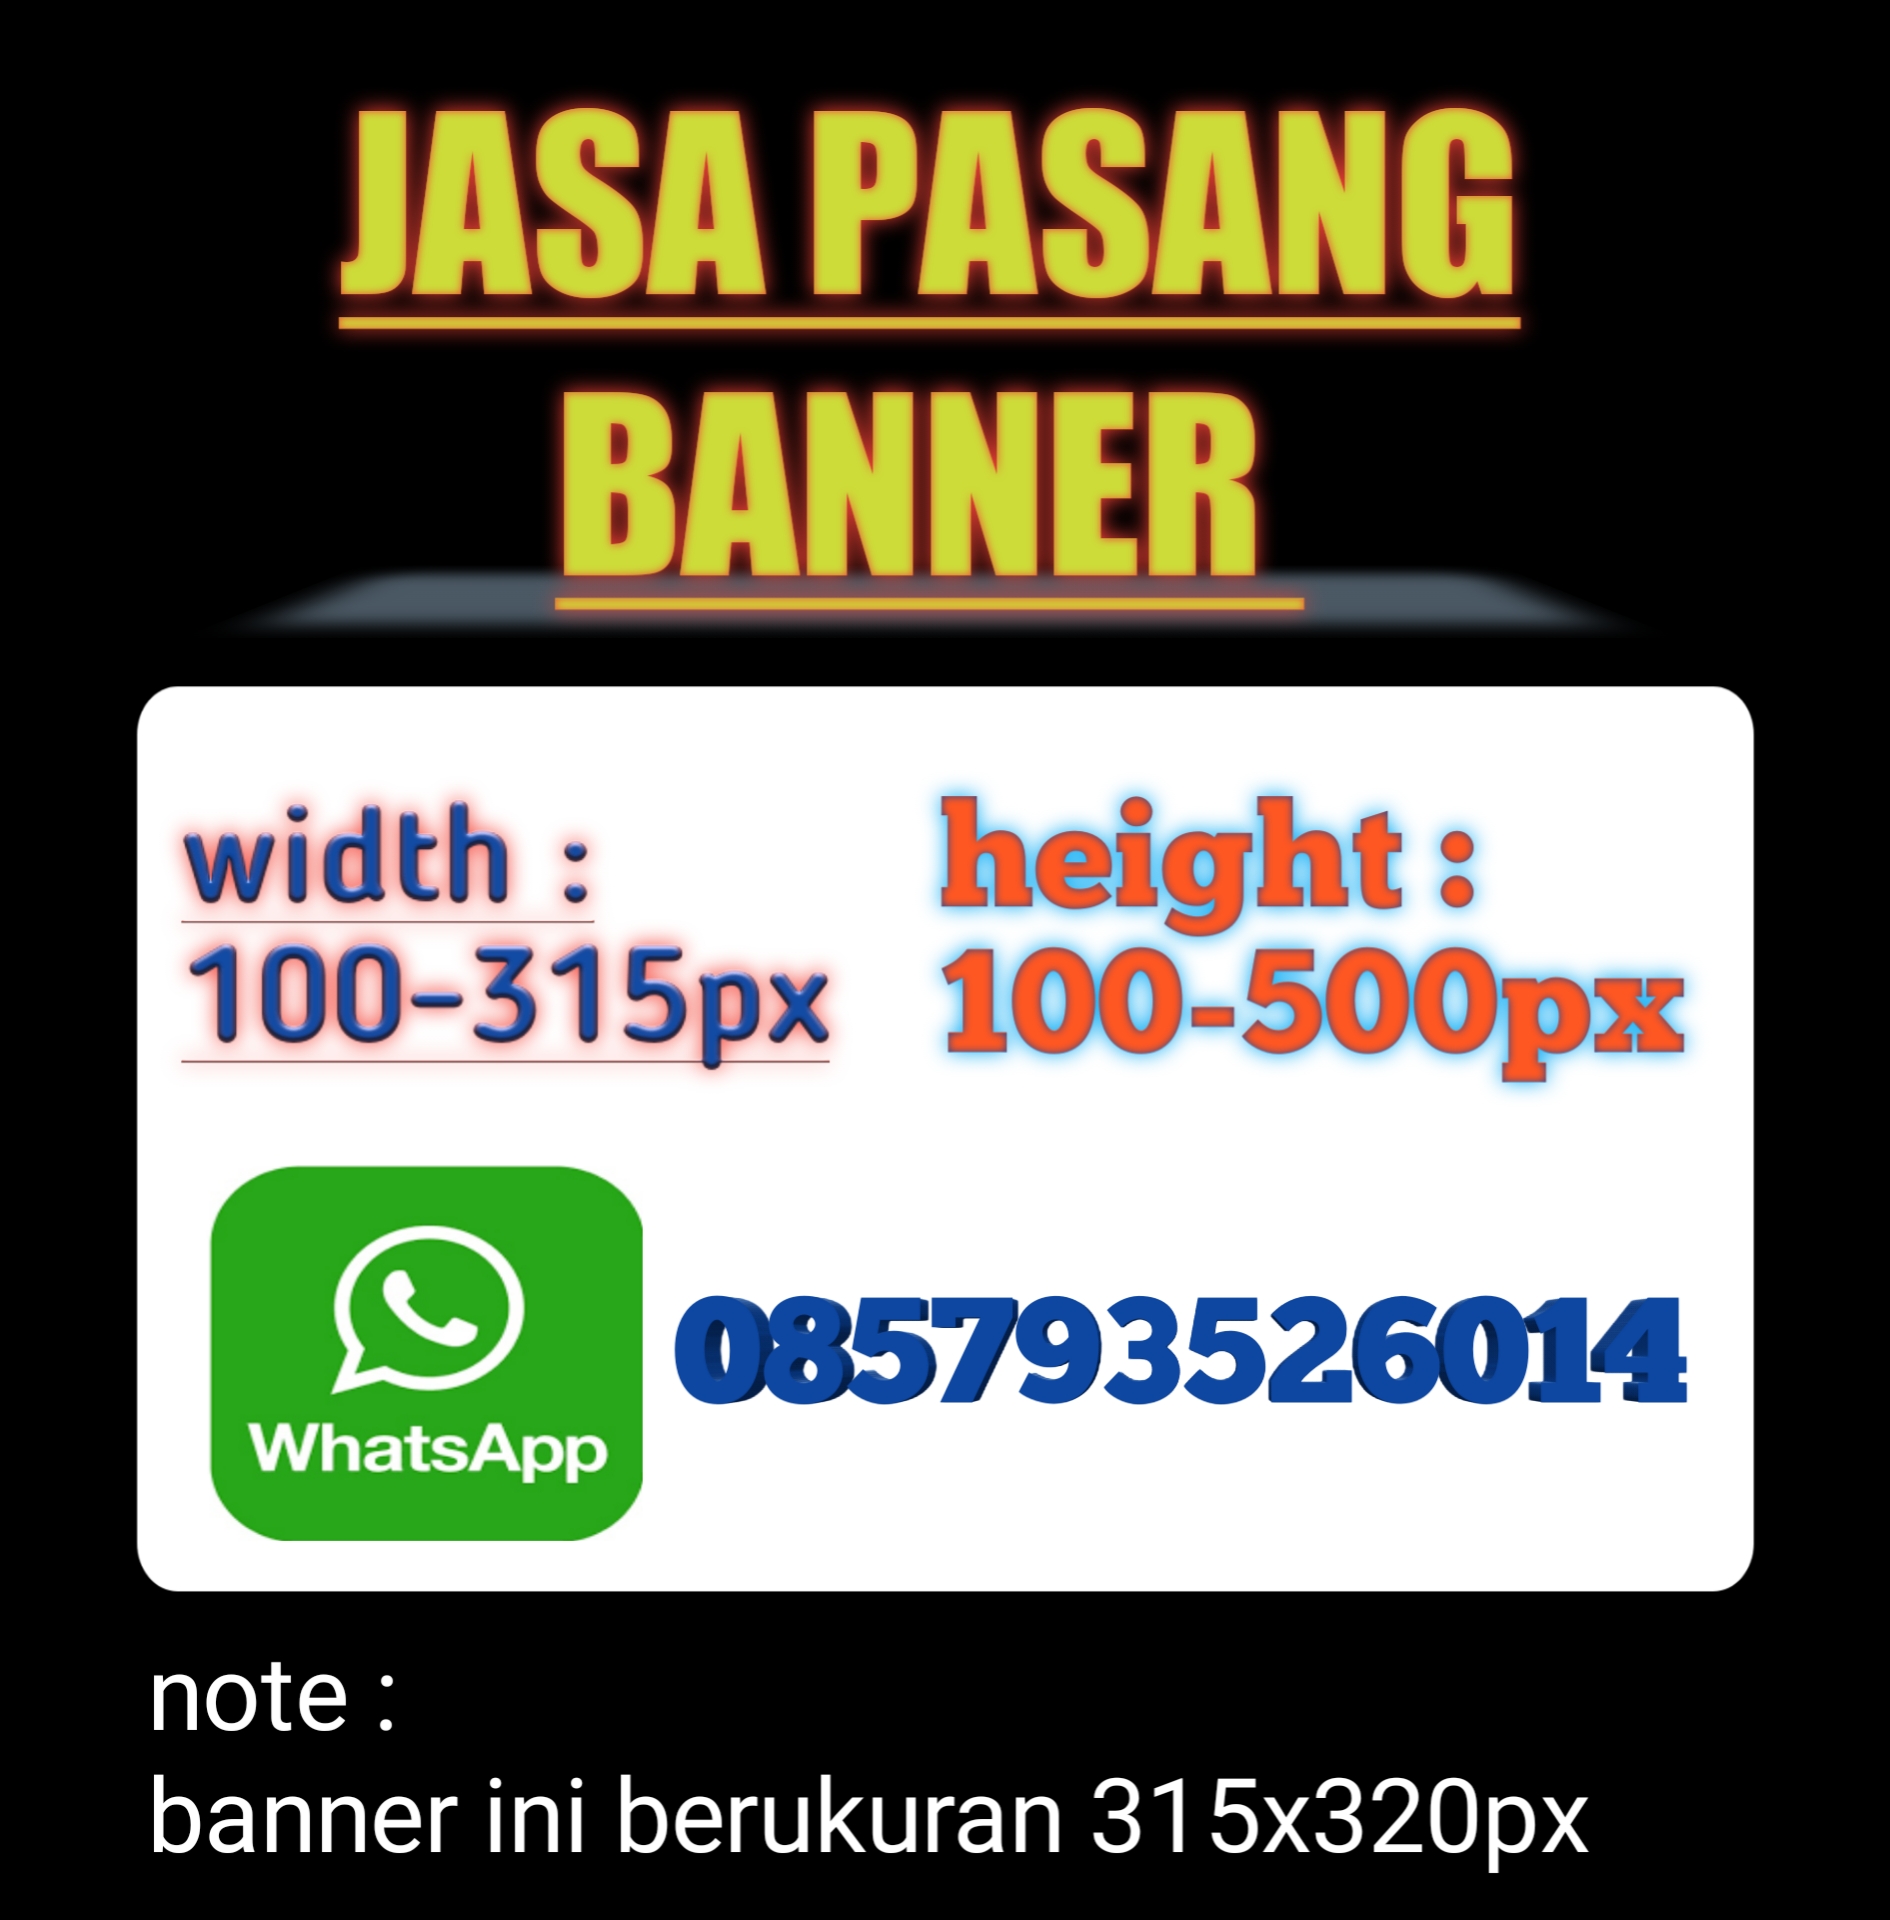 JASA PASANG
BANNER
width :
100-315px
height :
100-500px
WhatsApp
085793526014
note :
banner ini berukuran 315x320px